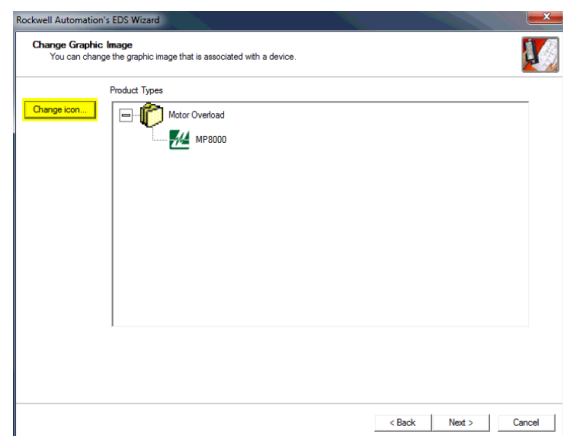 Rockwell Automation's EDS Wizard
Change Graphic Image
You can change the graphic image that is associated with a device.
Product Types
Change icon...
Motor Overload
MP8000
< Back
Next >
Cancel